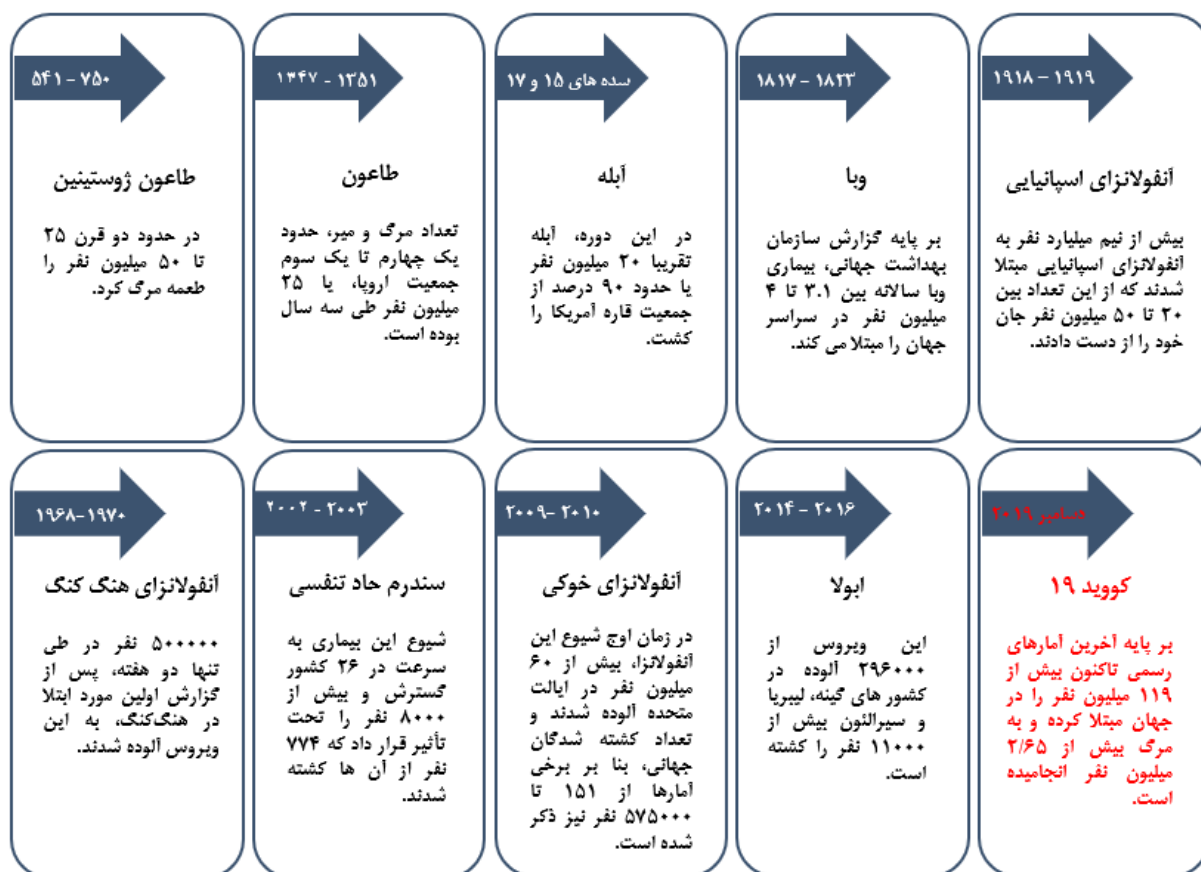 ۵۴۱ – ۷۵۰
طاعون ژوستینین
در حدود دو قرن ۲۵
تا ۵۰ میلیون نفر را
طعمه مرگ کرد.
۱۳۴۷ - ۱۳۵۱
طاعون
تعداد مرگ و میر، حدود
یک چهارم تا یک سوم
جمعیت اروپا، یا ۲۵
میلیون نفر طی سه سال
بوده است.
سده های ۱۵ و ۱۷
آبله
در این دوره، آبله
تقریبا ۲۰ میلیون نفر
یا حدود ۹۰ درصد از
جمعیت قاره آمریکا را
کشت.
۱۸۱۷ – ۱۸۲۳
وبا
بر پایه گزارش سازمان
بهداشت جهانی، بیماری
وبا سالانه بین ۳.۱ تا ۴
میلیون نفر در سراسر
جهان را مبتلا می کند.
۱۹۱۸ – ۱۹۱۹
آنفولانزای اسپانیایی
بیش از نیم میلیارد نفر به
آنفولانزای اسپانیایی مبتلا
شدند که از این تعداد بین
۲۰ تا ۵۰ میلیون نفر جان
خود را از دست دادند.
۱۹۶۸–۱۹۷۰
آنفولانزای هنگ کنگ
۵۰۰۰۰۰ نفر در طی
تنها دو هفته، پس از
گزارش اولین مورد ابتلا
در هنگ‌کنگ، به این
ویروس آلوده شدند.
۲۰۰۲ - ۲۰۰۳
سندرم حاد تنفسی
شیوع این بیماری به
سرعت در ۲۶ کشور
گسترش و بیش از
۸۰۰۰ نفر را تحت
تأثیر قرار داد که ۷۷۴
نفر از آن ها کشته
شدند.
۲۰۰۹– ۲۰۱۰
آنفولانزای خوکی
در زمان اوج شیوع این
آنفولانزا، بیش از ۶۰
میلیون نفر در ایالت
متحده آلوده شدند و
تعداد کشته شدگان
جهانی، بنا بر برخی
آمارها از ۱۵۱ تا
۵۷۵۰۰۰ نفر نیز ذکر
شده است.
۲۰۱۴ – ۲۰۱۶
ابولا
این ویروس از
۲۹۶۰۰۰ آلوده در
کشور های گینه، لیبریا
و سیرالئون بیش از
۱۱۰۰۰ نفر را کشته
است.
دسامبر ۲۰۱۹
کووید ۱۹
بر پایه آخرین آمارهای
رسمی تاکنون بیش از
۱۱۹ میلیون نفر را در
جهان مبتلا کرده و به
مرگ بیش از ۲/۶۵
میلیون نفر انجامیده
است.